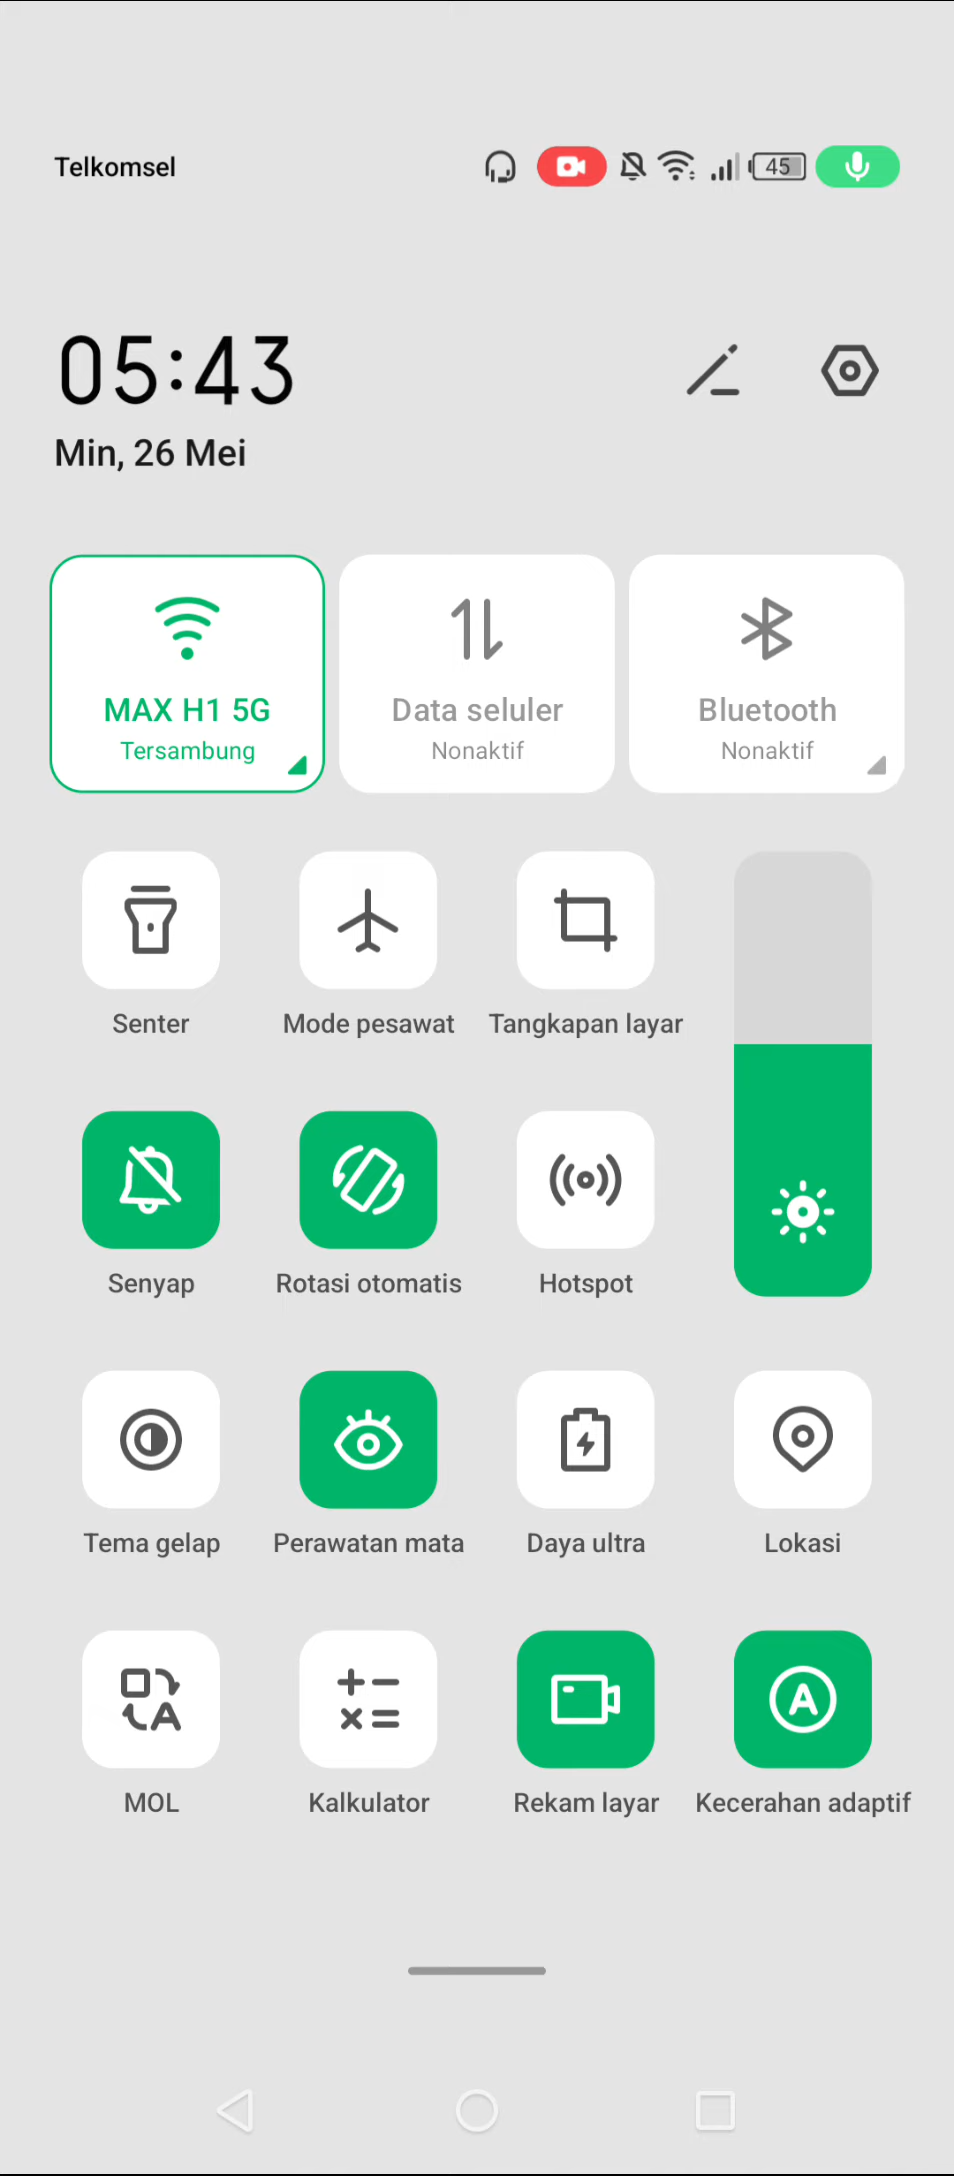 Telkomsel
45
05:43
Min, 26 Mei
MAX H1 5G
Tersambung
Data seluler
Nonaktif
Bluetooth
Nonaktif
Senter
Mode pesawat
Tangkapan layar
Senyap
Rotasi otomatis
Hotspot
Tema gelap
Perawatan mata
Daya ultra
Lokasi
MOL
Kalkulator
Rekam layar
Kecerahan adaptif